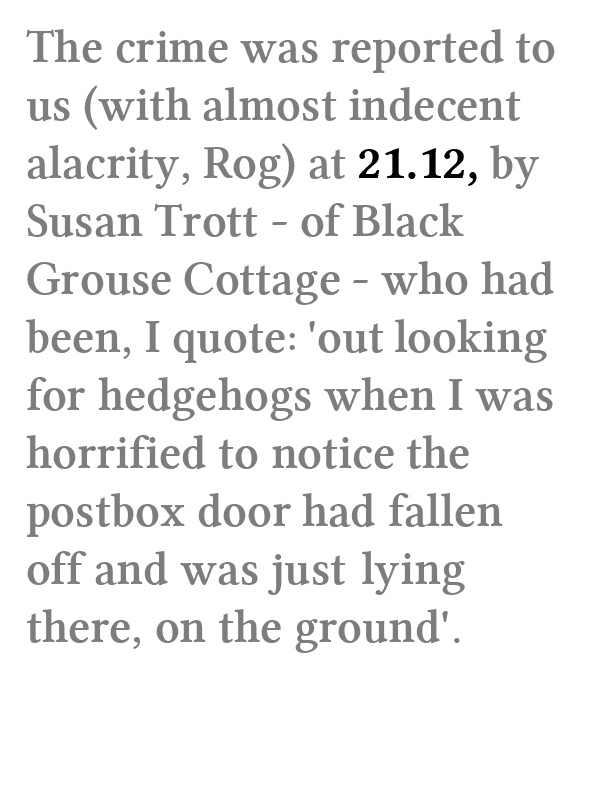 The crime was reported to
us (with almost indecent
alacrity, Rog) at 21.12, by
Susan Trott - of Black
Grouse Cottage - who had
been, I quote: 'out looking
for hedgehogs when I was
horrified to notice the
postbox door had fallen
off and was just lying
there, on the ground'.